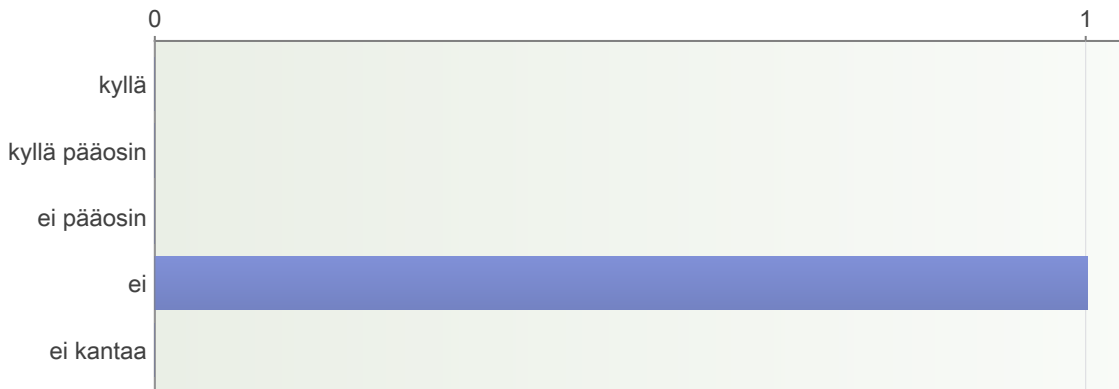 0 1
kyllä
kyllä pääosin
ei pääosin
ei
ei kantaa